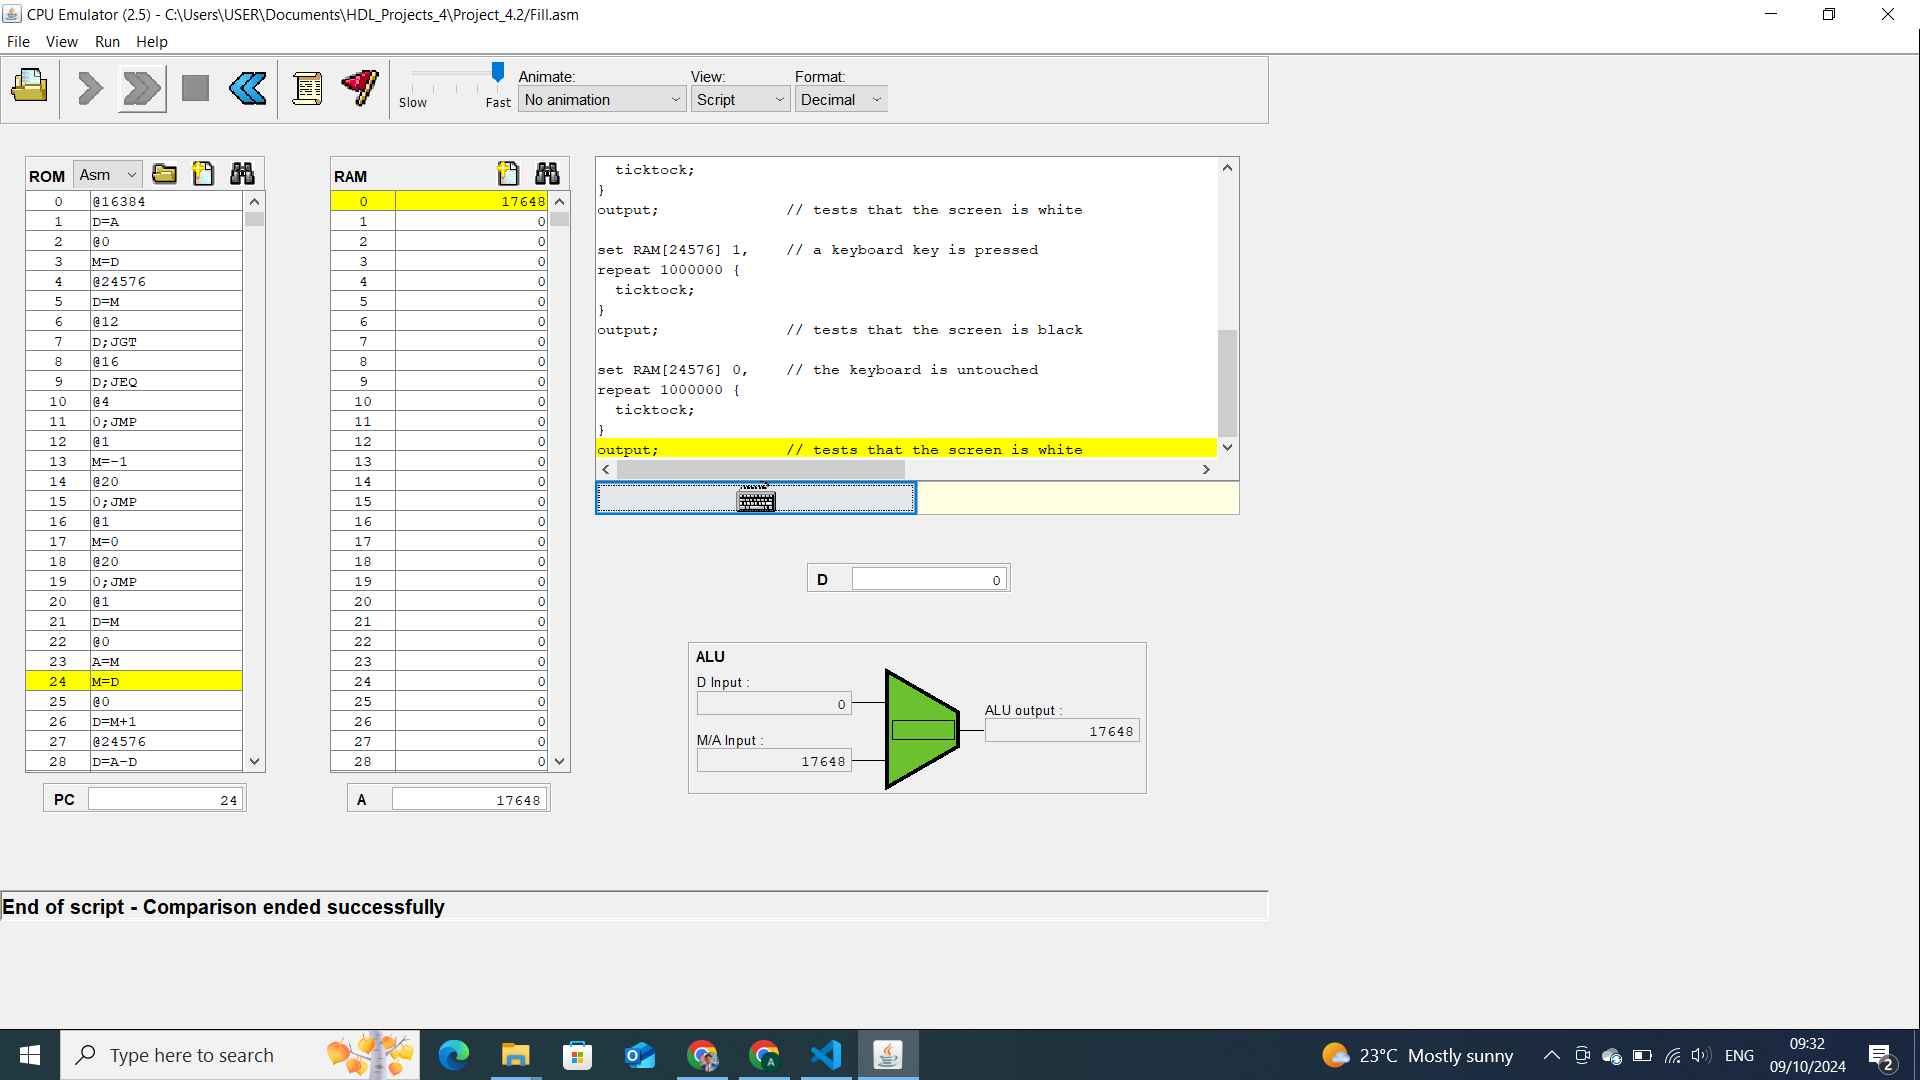 CPU Emulator (2.5) - C:\Users\USER\Documents\HDL_Projects_4\Project_4.2/Fill.asm
File View Run Help
Slow Fast
Animate: View: Format:
No animation Script Decimal
ROM Asm
0 @16384
1 D=A
2 @0
3 M=D
4 @24576
5 D=M
6 @12
7 D;JGT
8 @16
9 D;JEQ
10 @4
11 0;JMP
12 @1
13 M=-1
14 @20
15 0;JMP
16 @1
17 M=0
18 @20
19 0;JMP
20 @1
21 D=M
22 @0
23 A=M
24 M=D
25 @0
26 D=M+1
27 @24576
28 D=A-D
PC 24
RAM
0 17648
1 0
2 0
3 0
4 0
5 0
6 0
7 0
8 0
9 0
10 0
11 0
12 0
13 0
14 0
15 0
16 0
17 0
18 0
19 0
20 0
21 0
22 0
23 0
24 0
25 0
26 0
27 0
28 0
A 17648
ticktock;
}
output; // tests that the screen is white
set RAM[24576] 1, // a keyboard key is pressed
repeat 1000000 {
ticktock;
}
output; // tests that the screen is black
set RAM[24576] 0, // the keyboard is untouched
repeat 1000000 {
ticktock;
}
output; // tests that the screen is white
D 0
ALU
D Input :
0
M/A Input :
17648
ALU output :
17648
End of script - Comparison ended successfully
Type here to search
23°C Mostly sunny
ENG
09:32
09/10/2024
2